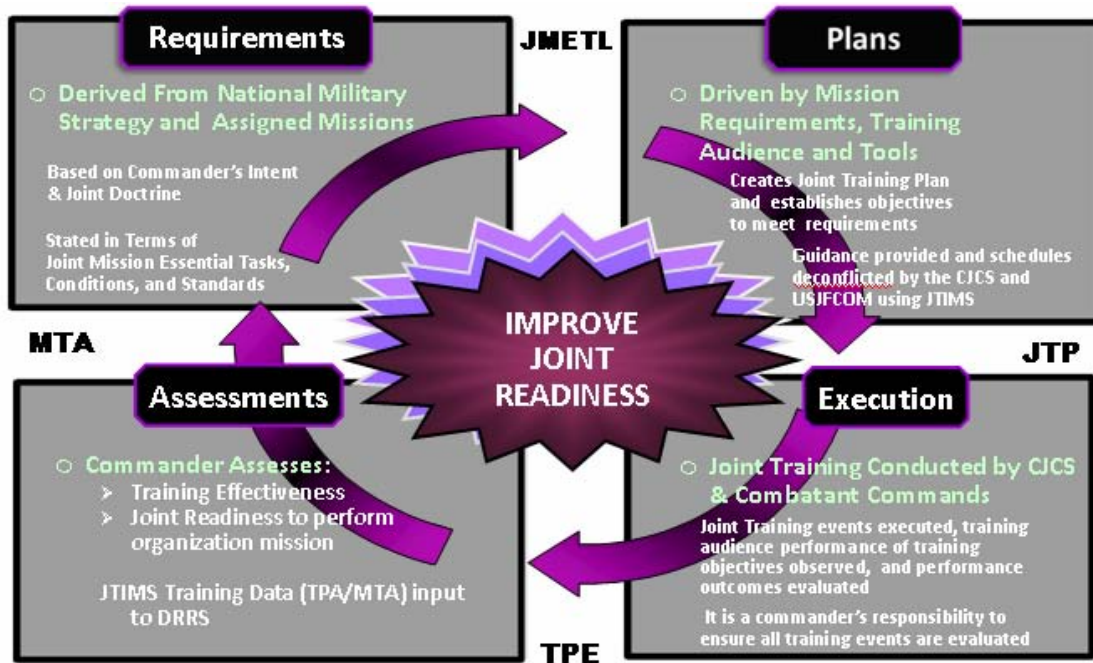 Requirements
○ Derived From National Military
Strategy and Assigned Missions
Based on Commander's Intent
& Joint Doctrine
Stated in Terms of
Joint Mission Essential Tasks,
Conditions, and Standards
JMETL
Plans
○ Driven by Mission
Requirements, Training
Audience and Tools
Creates Joint Training Plan
and establishes objectives
to meet requirements
Guidance provided and schedules
deconflicted by the CJCS and
USJFCOM using JTIMS
IMPROVE
JOINT
READINESS
MTA
JTP
Assessments
○ Commander Assesses:
➢ Training Effectiveness
➢ Joint Readiness to perform
organization mission
JTIMS Training Data (TPA/MTA) input
to DRRS
Execution
○ Joint Training Conducted by CJCS
& Combatant Commands
Joint Training events executed, training
audience performance of training
objectives observed, and performance
outcomes evaluated
It is a commander's responsibility to
ensure all training events are evaluated
TPE